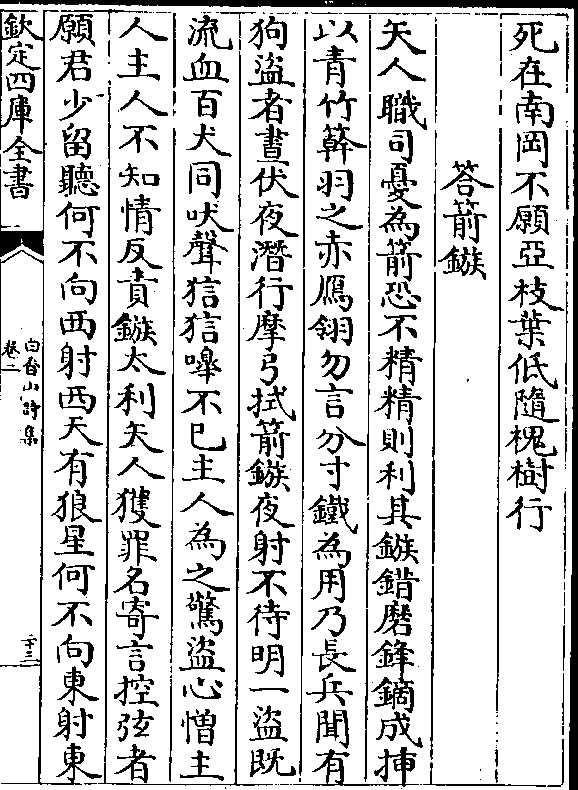 死在南岡不願亞枝葉低隨槐樹行
答箭鏃
矢人職司憂為箭恐不精精則利其鏃錯磨鋒鏑成揷
以青竹簳羽之赤鴈翎勿言分寸鐵為用乃長兵聞有
狗盜者晝伏夜潛行摩弓拭箭鏃夜射不待明一盜既
流血百犬同吠聲狺狺嘷不已主人為之驚盜心憎主
人主人不知情反責鏃太利矢人獲罪名寄言控弦者
願君少留聽何不向西射西天有狼星何不向東射東
欽定四庫全書
白香山詩集
卷二
二十三